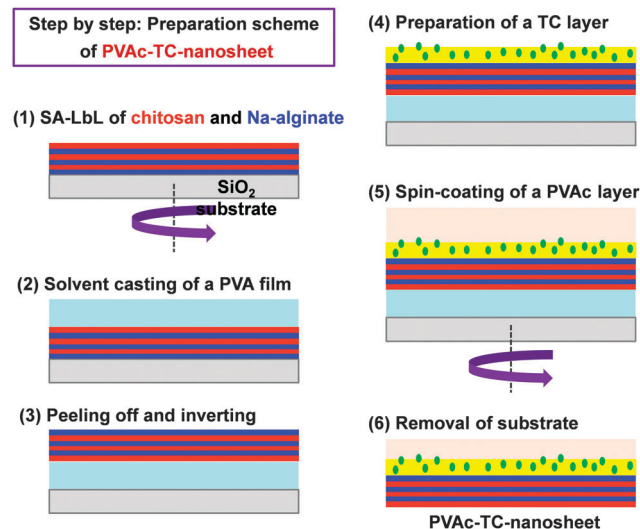 Step by step: Preparation scheme
of PVAc-TC-nanosheet
(1) SA-LbL of chitosan and Na-alginate
SiO₂
substrate
(2) Solvent casting of a PVA film
(3) Peeling off and inverting
(4) Preparation of a TC layer
(5) Spin-coating of a PVAc layer
(6) Removal of substrate
PVAc-TC-nanosheet